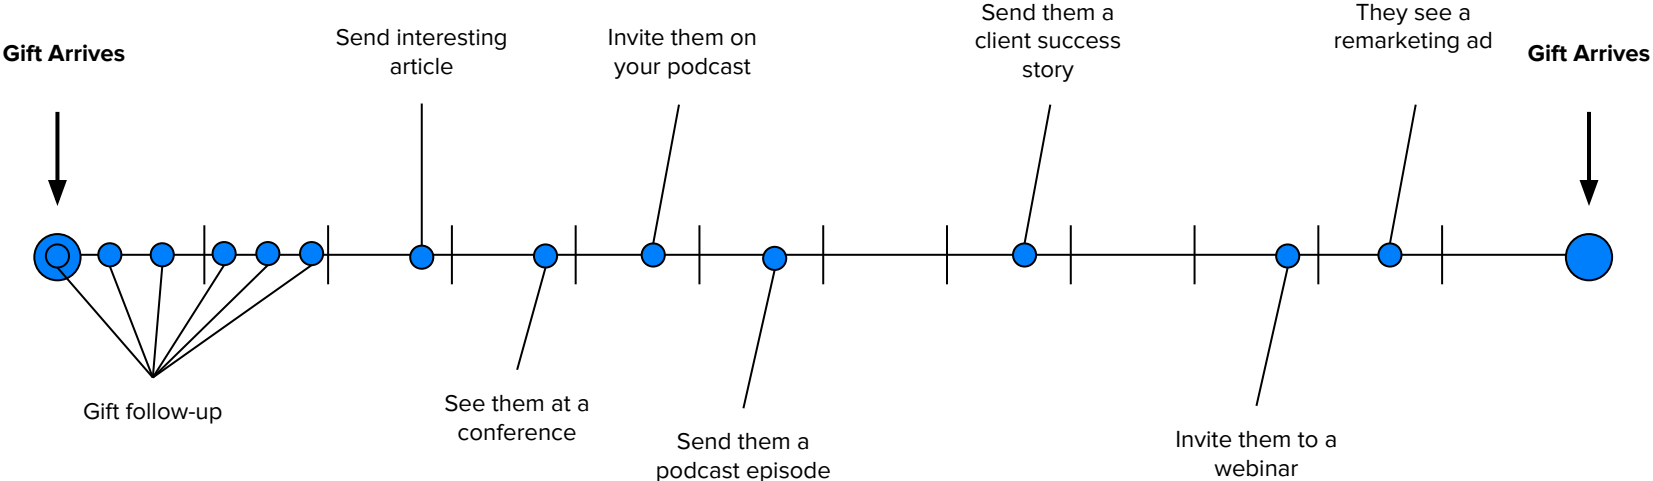 Gift Arrives
Send interesting
article
Invite them on
your podcast
Send them a
client success
story
They see a
remarketing ad
Gift Arrives
Gift follow-up
See them at a
conference
Send them a
podcast episode
Invite them to a
webinar